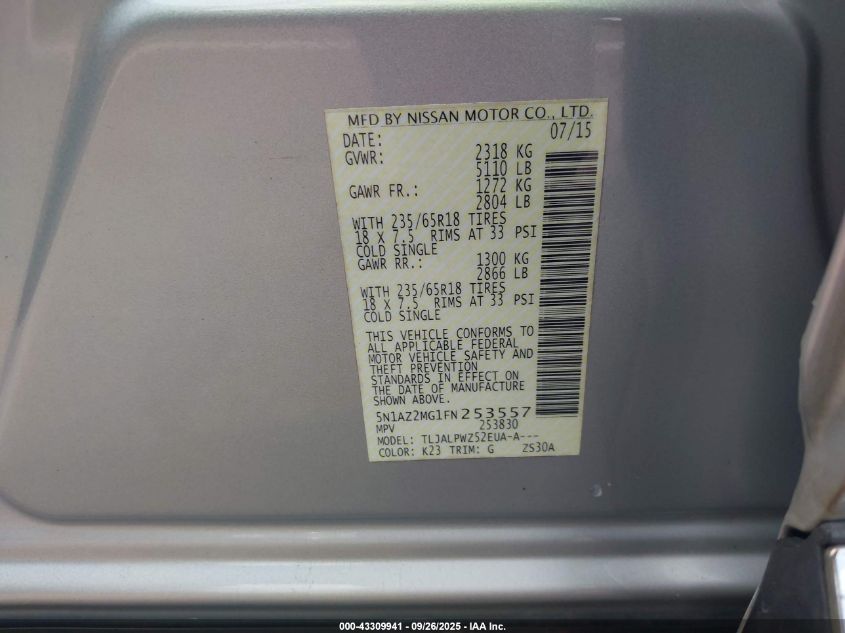 MFD BY NISSAN MOTOR CO., LTD.
DATE: 07/15
GVWR: 2318 KG
5110 LB
GAWR FR.: 1272 KG
2804 LB
WITH 235/65R18 TIRES
18 X 7.5 RIMS AT 33 PSI
COLD SINGLE
GAWR RR.: 1300 KG
2866 LB
WITH 235/65R18 TIRES
18 X 7.5 RIMS AT 33 PSI
COLD SINGLE
THIS VEHICLE CONFORMS TO
ALL APPLICABLE FEDERAL
MOTOR VEHICLE SAFETY AND
THEFT PREVENTION
STANDARDS IN EFFECT ON
THE DATE OF MANUFACTURE
SHOWN ABOVE.
5N1AZ2MG1FN253557
MPV 253830
MODEL: TLJALPWZ52EUA-A---
COLOR: K23 TRIM: G ZS30A
000-43309941 - 09/26/2025 - IAA Inc.